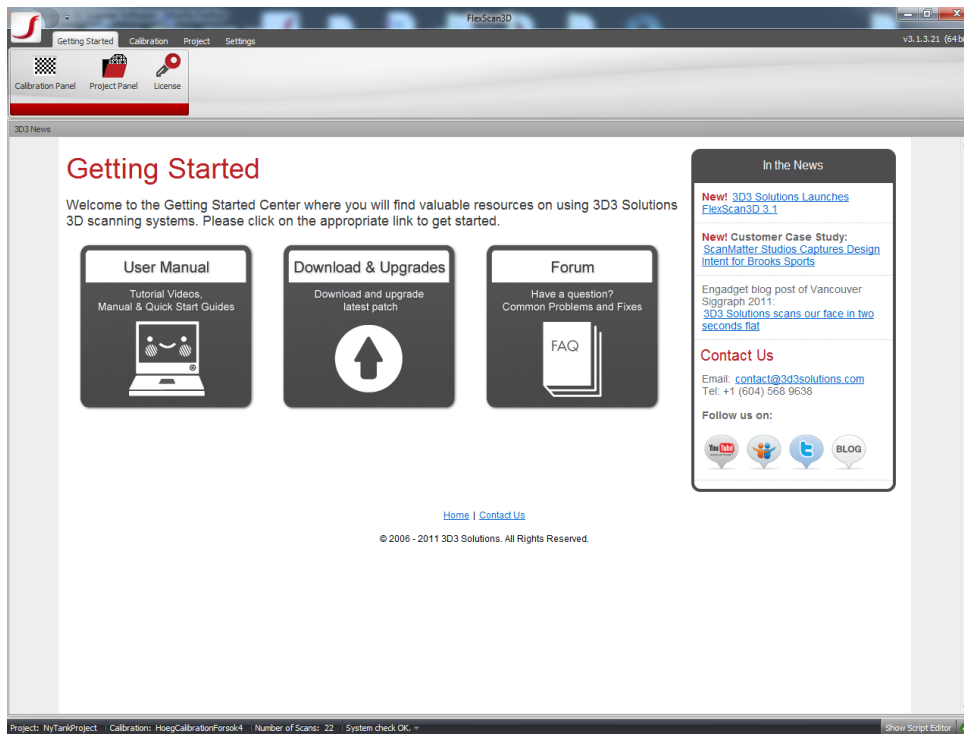 FlexScan3D
Getting Started Calibration Project Settings
v3.1.3.21 (64 bi
Calibration Panel Project Panel License
3D3 News
Getting Started
Welcome to the Getting Started Center where you will find valuable resources on using 3D3 Solutions
3D scanning systems. Please click on the appropriate link to get started.
User Manual
Tutorial Videos,
Manual & Quick Start Guides
Download & Upgrades
Download and upgrade
latest patch
Forum
Have a question?
Common Problems and Fixes
FAQ
In the News
New! 3D3 Solutions Launches
FlexScan3D 3.1
New! Customer Case Study:
ScanMatter Studios Captures Design
Intent for Brooks Sports
Engadget blog post of Vancouver
Siggraph 2011:
3D3 Solutions scans our face in two
seconds flat
Contact Us
Email: contact@3d3solutions.com
Tel: +1 (604) 568 9638
Follow us on:
You Tube
BLOG
Home | Contact Us
© 2006 - 2011 3D3 Solutions. All Rights Reserved.
Project: NyTankProject Calibration: HoegCalibrationForsok4 Number of Scans: 22 System check OK.
Show Script Editor